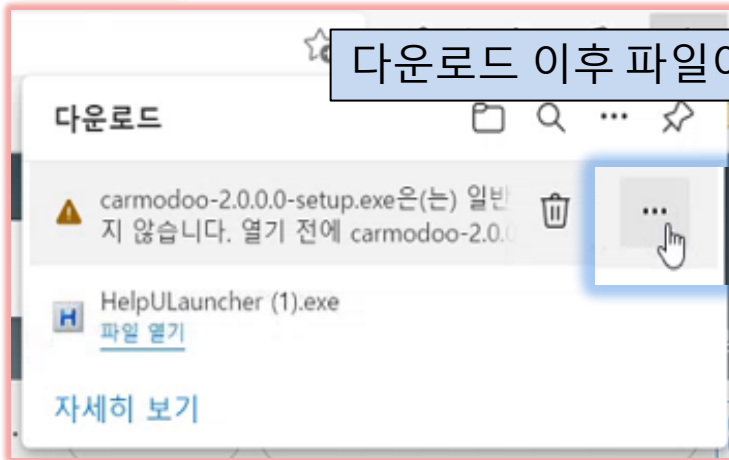 다운로드 이후 파일이
다운로드
carmodoo-2.0.0.0-setup.exe은(는) 일반
지 않습니다. 열기 전에 carmodoo-2.0.
H
HelpULauncher (1).exe
파일 열기
자세히 보기